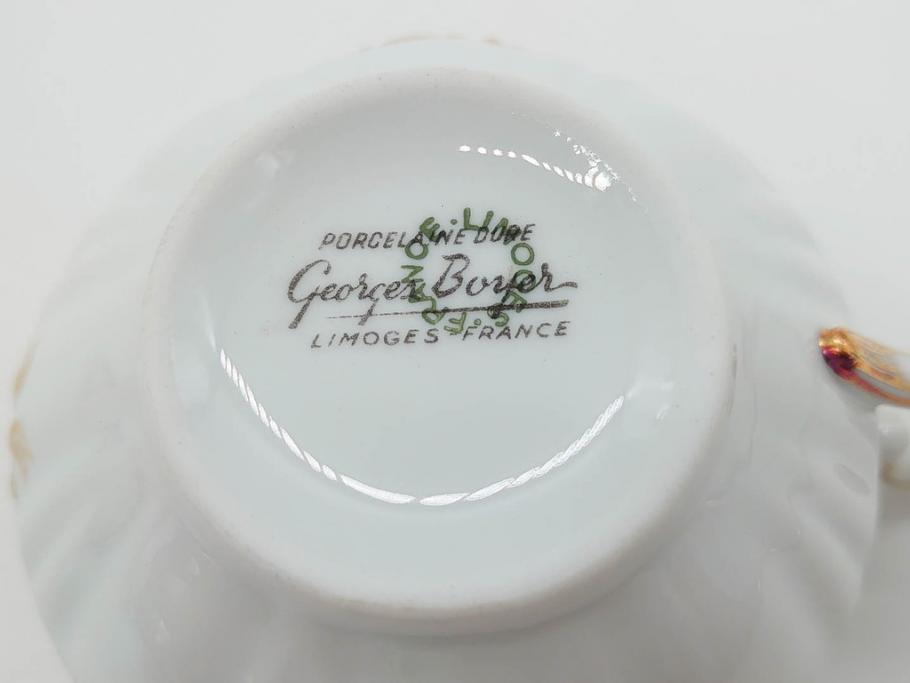 PORCELAINE DURE
Georges Boyer
LIMOGES FRANCE